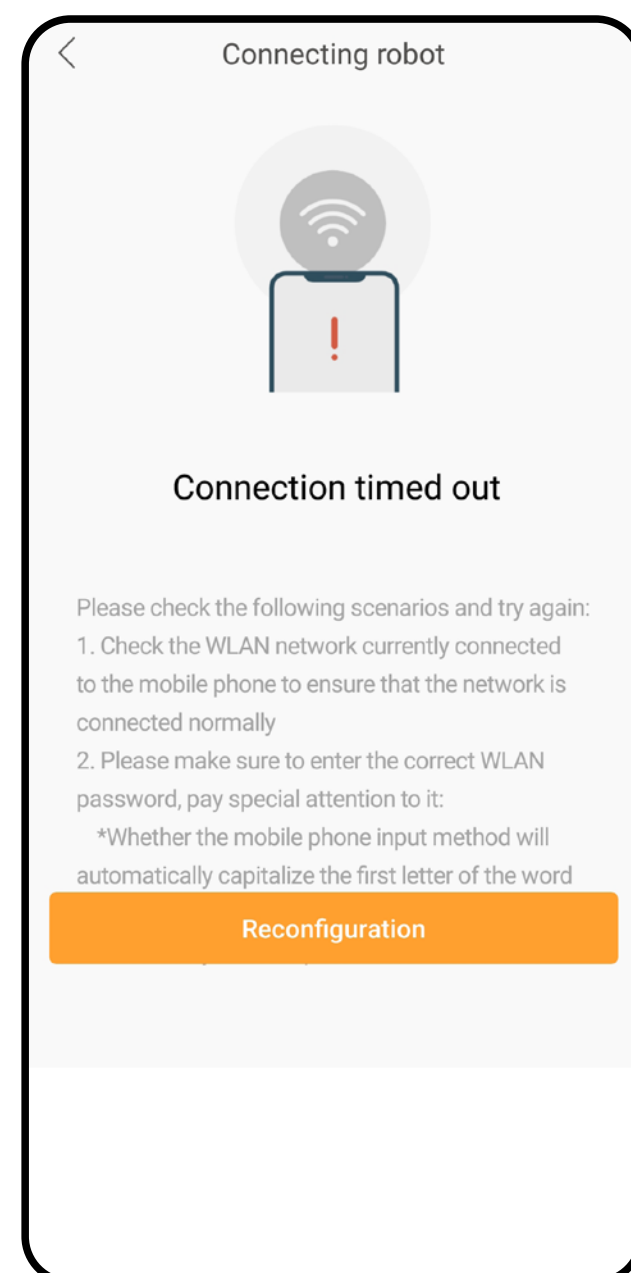 Connecting robot
Connection timed out
Please check the following scenarios and try again:
1. Check the WLAN network currently connected
to the mobile phone to ensure that the network is
connected normally
2. Please make sure to enter the correct WLAN
password, pay special attention to it:
*Whether the mobile phone input method will
automatically capitalize the first letter of the word
Reconfiguration